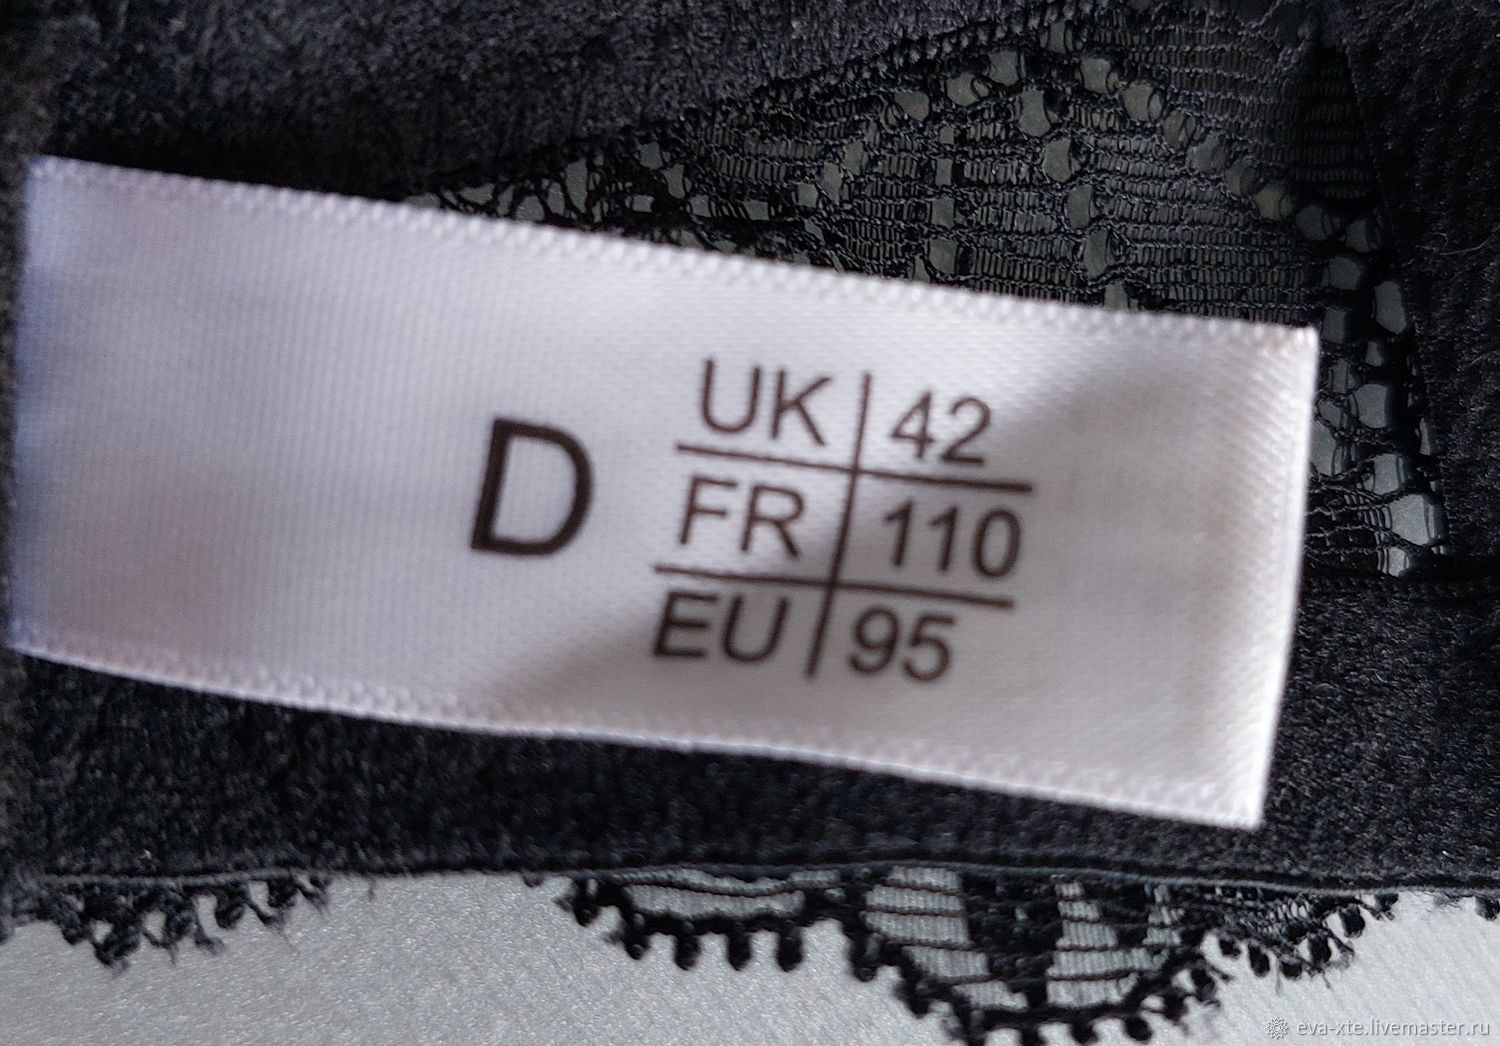 D
UK 42
FR 110
EU 95
eva-xte.livemaster.ru